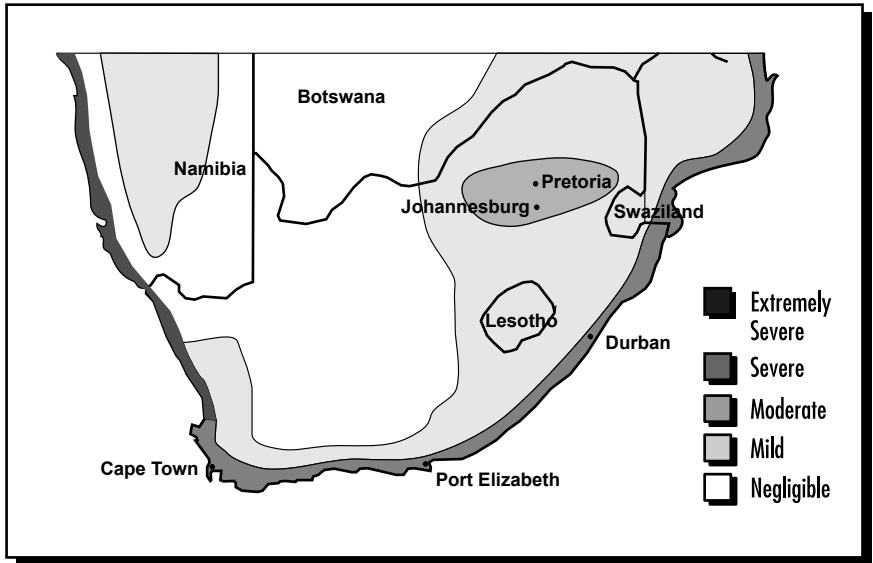 Botswana
Namibia
Pretoria
Johannesburg
Swaziland
Lesotho
Durban
Cape Town
Port Elizabeth
Extremely
Severe
Severe
Moderate
Mild
Negligible